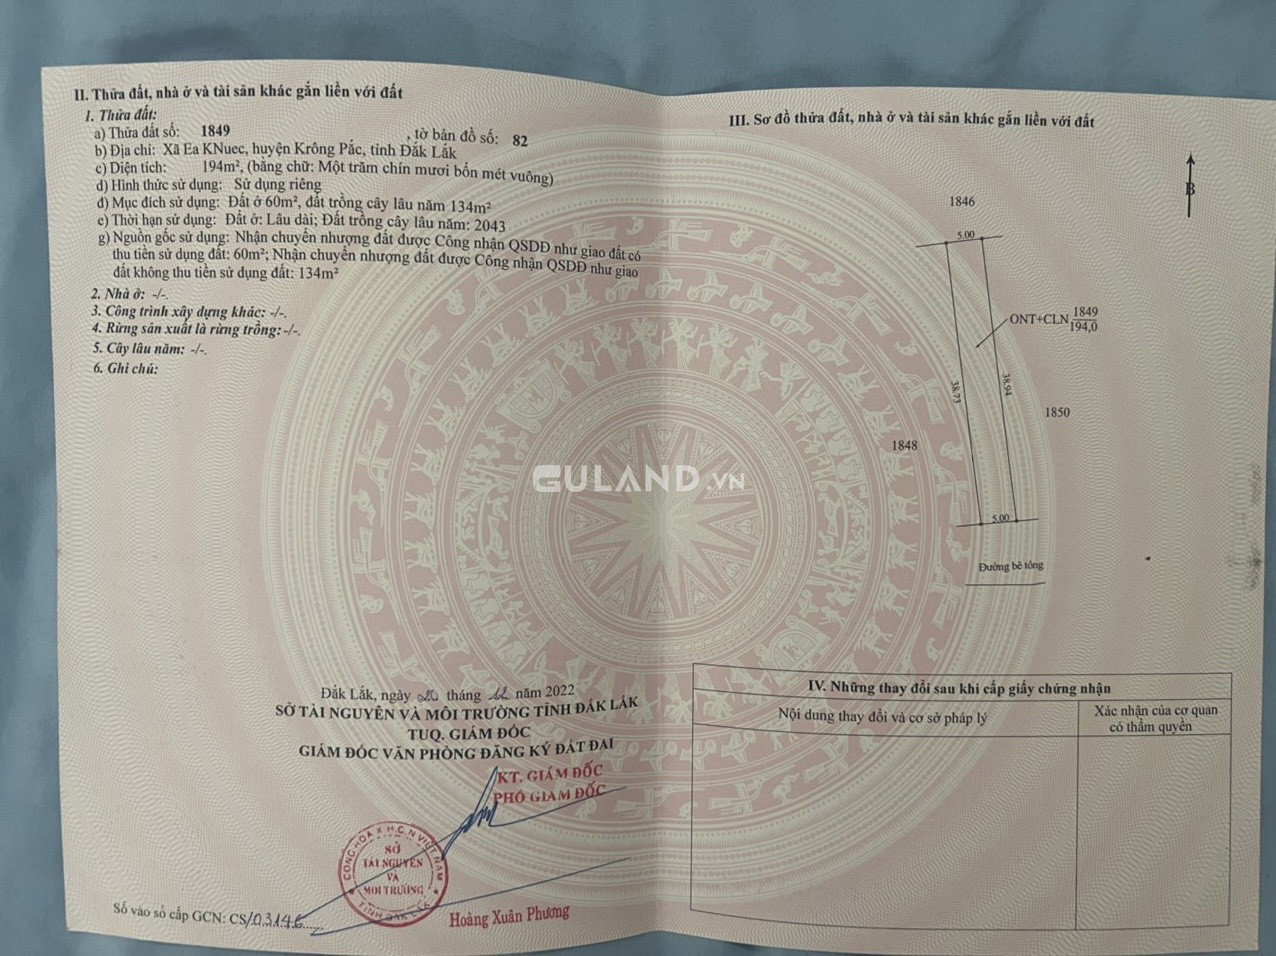 II. Thửa đất, nhà ở và tài sản khác gắn liền với đất
1. Thửa đất:
a) Thửa đất số: 1849 , tờ bản đồ số: 82
b) Địa chỉ: Xã Ea KNuec, huyện Krông Pắc, tỉnh Đắk Lắk
c) Diện tích: 194m², (bằng chữ: Một trăm chín mươi bốn mét vuông)
d) Hình thức sử dụng: Sử dụng riêng
đ) Mục đích sử dụng: Đất ở 60m², đất trồng cây lâu năm 134m²
e) Thời hạn sử dụng: Đất ở: Lâu dài; Đất trồng cây lâu năm: 2043
g) Nguồn gốc sử dụng: Nhận chuyển nhượng đất được Công nhận QSDĐ như giao đất có
thu tiền sử dụng đất: 60m²; Nhận chuyển nhượng đất được Công nhận QSDĐ như giao
đất không thu tiền sử dụng đất: 134m²
2. Nhà ở: -/-.
3. Công trình xây dựng khác: -/-.
4. Rừng sản xuất là rừng trồng: -/-.
5. Cây lâu năm: -/-.
6. Ghi chú:
Đắk Lắk, ngày 20 tháng 12 năm 2022
SỞ TÀI NGUYÊN VÀ MÔI TRƯỜNG TỈNH ĐẮK LẮK
TUQ. GIÁM ĐỐC
GIÁM ĐỐC VĂN PHÒNG ĐĂNG KÝ ĐẤT ĐAI
KT. GIÁM ĐỐC
PHÓ GIÁM ĐỐC
CỘNG HÒA X.H.C.N VIỆT NAM
SỞ
TÀI NGUYÊN
VÀ
MÔI TRƯỜNG
TỈNH ĐẮK LẮK
Hoàng Xuân Phương
Số vào sổ cấp GCN: CS/03146
III. Sơ đồ thửa đất, nhà ở và tài sản khác gắn liền với đất
B
1846
5.00
ONT+CLN 1849
194,0
38.73
38.94
1850
1848
5.00
Đường bê tông
GULAND.VN
IV. Những thay đổi sau khi cấp giấy chứng nhận
Nội dung thay đổi và cơ sở pháp lý
Xác nhận của cơ quan
có thẩm quyền